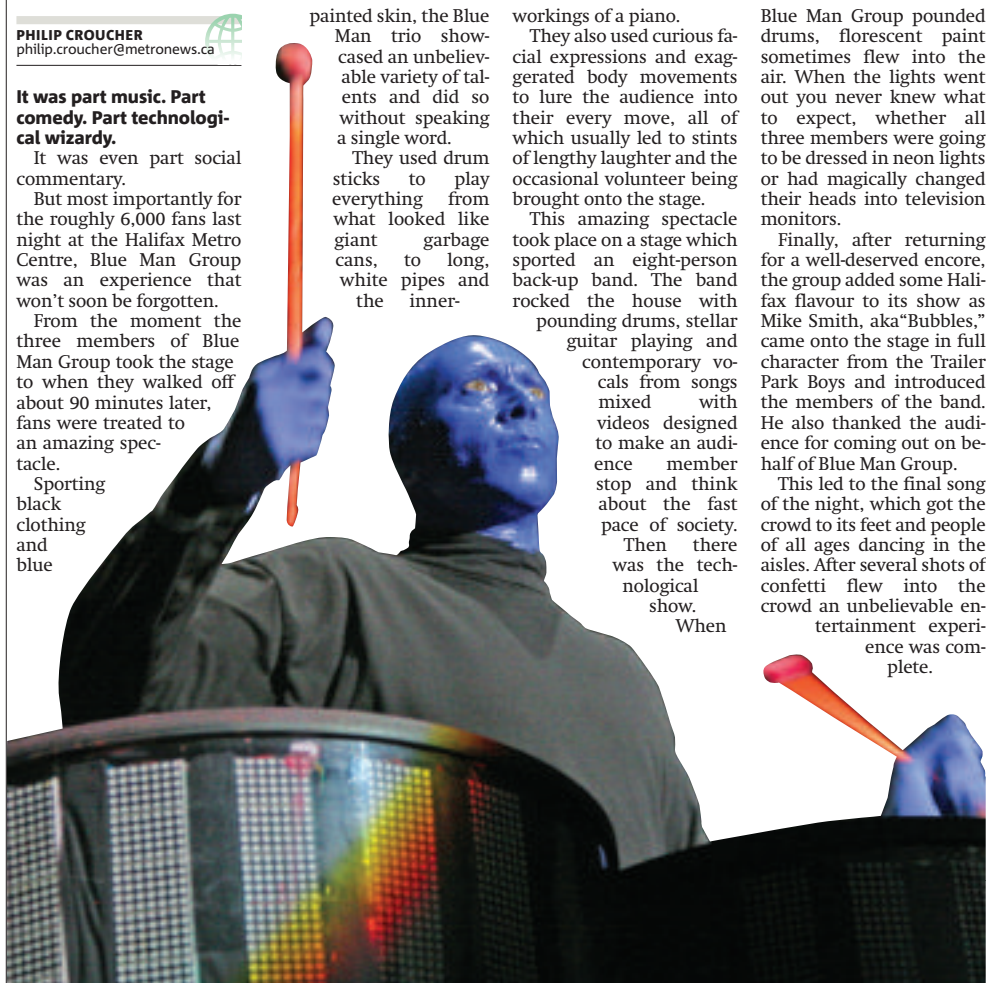 PHILIP CROUCHER
philip.croucher@metronews.ca
It was part music. Part
comedy. Part technologi-
cal wizardy.
It was even part social
commentary.
But most importantly for
the roughly 6,000 fans last
night at the Halifax Metro
Centre, Blue Man Group
was an experience that
won't soon be forgotten.
From the moment the
three members of Blue
Man Group took the stage
to when they walked off
about 90 minutes later,
fans were treated to
an amazing spec-
tacle.
Sporting
black
clothing
and
blue
painted skin, the Blue
Man trio show-
cased an unbeliev-
able variety of tal-
ents and did so
without speaking
a single word.
They used drum
sticks to play
everything from
what looked like
giant garbage
cans, to long,
white pipes and
the inner-
workings of a piano.
They also used curious fa-
cial expressions and exag-
gerated body movements
to lure the audience into
their every move, all of
which usually led to stints
of lengthy laughter and the
occasional volunteer being
brought onto the stage.
This amazing spectacle
took place on a stage which
sported an eight-person
back-up band. The band
rocked the house with
pounding drums, stellar
guitar playing and
contemporary vo-
cals from songs
mixed with
videos designed
to make an audi-
ence member
stop and think
about the fast
pace of society.
Then there
was the tech-
nological
show.
When
Blue Man Group pounded
drums, florescent paint
sometimes flew into the
air. When the lights went
out you never knew what
to expect, whether all
three members were going
to be dressed in neon lights
or had magically changed
their heads into television
monitors.
Finally, after returning
for a well-deserved encore,
the group added some Hali-
fax flavour to its show as
Mike Smith, aka“Bubbles,”
came onto the stage in full
character from the Trailer
Park Boys and introduced
the members of the band.
He also thanked the audi-
ence for coming out on be-
half of Blue Man Group.
This led to the final song
of the night, which got the
crowd to its feet and people
of all ages dancing in the
aisles. After several shots of
confetti flew into the
crowd an unbelievable en-
tertainment experi-
ence was com-
plete.